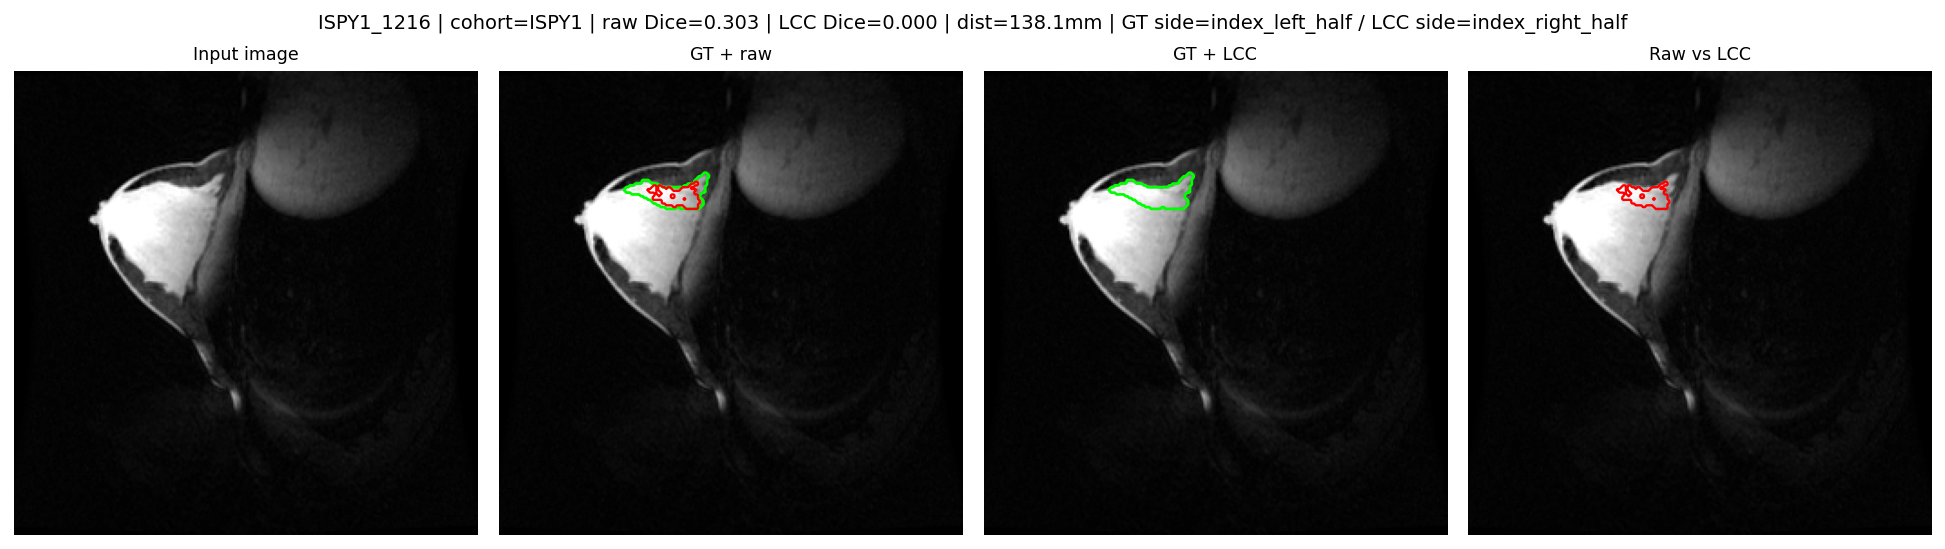 ISPY1_1216 | cohort=ISPY1 | raw Dice=0.303 | LCC Dice=0.000 | dist=138.1mm | GT side=index_left_half / LCC side=index_right_half
Input image
GT + raw
GT + LCC
Raw vs LCC